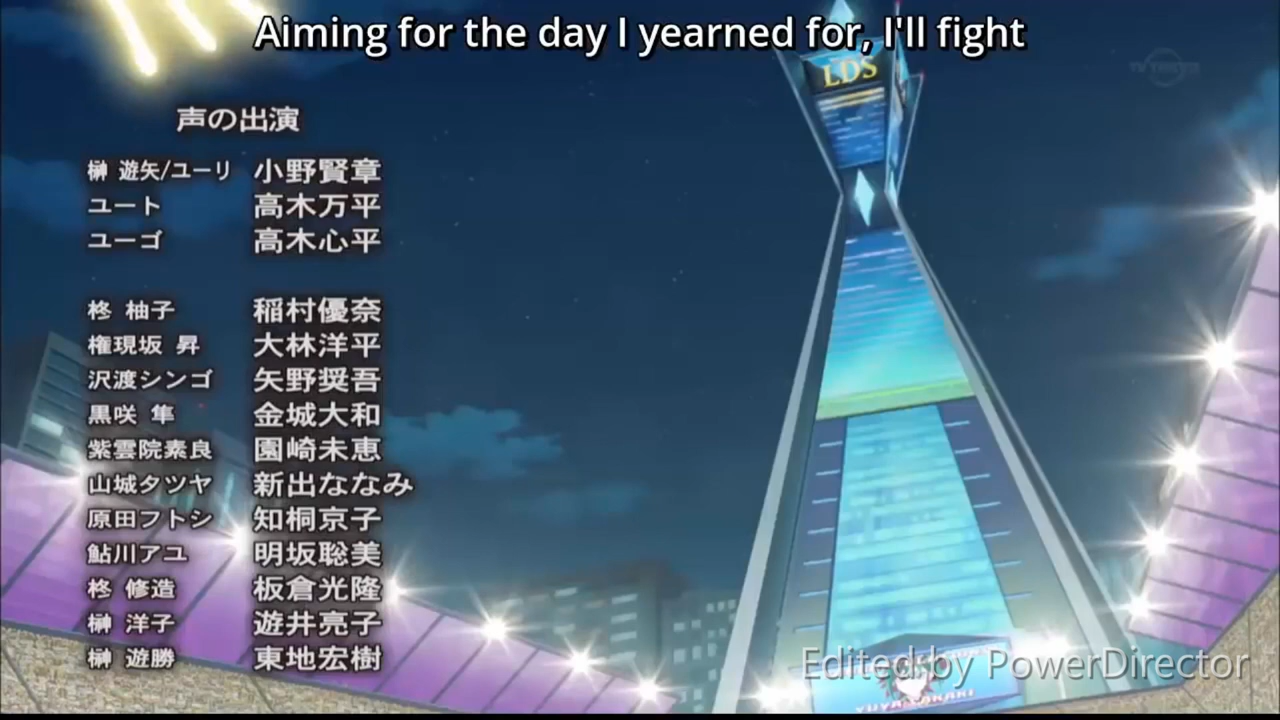 Aiming for the day I yearned for, I'll fight
LDS
TV TOKYO
声の出演
榊 遊矢/ユーリ 小野賢章
ユート 高木万平
ユーゴ 高木心平
柊 柚子 稲村優奈
権現坂 昇 大林洋平
沢渡シンゴ 矢野奨吾
黒咲 隼 金城大和
紫雲院素良 園崎未恵
山城タツヤ 新出ななみ
原田フトシ 知桐京子
鮎川アユ 明坂聡美
柊 修造 板倉光隆
榊 洋子 遊井亮子
榊 遊勝 東地宏樹
Edited by PowerDirector
YUYA SAKAKI